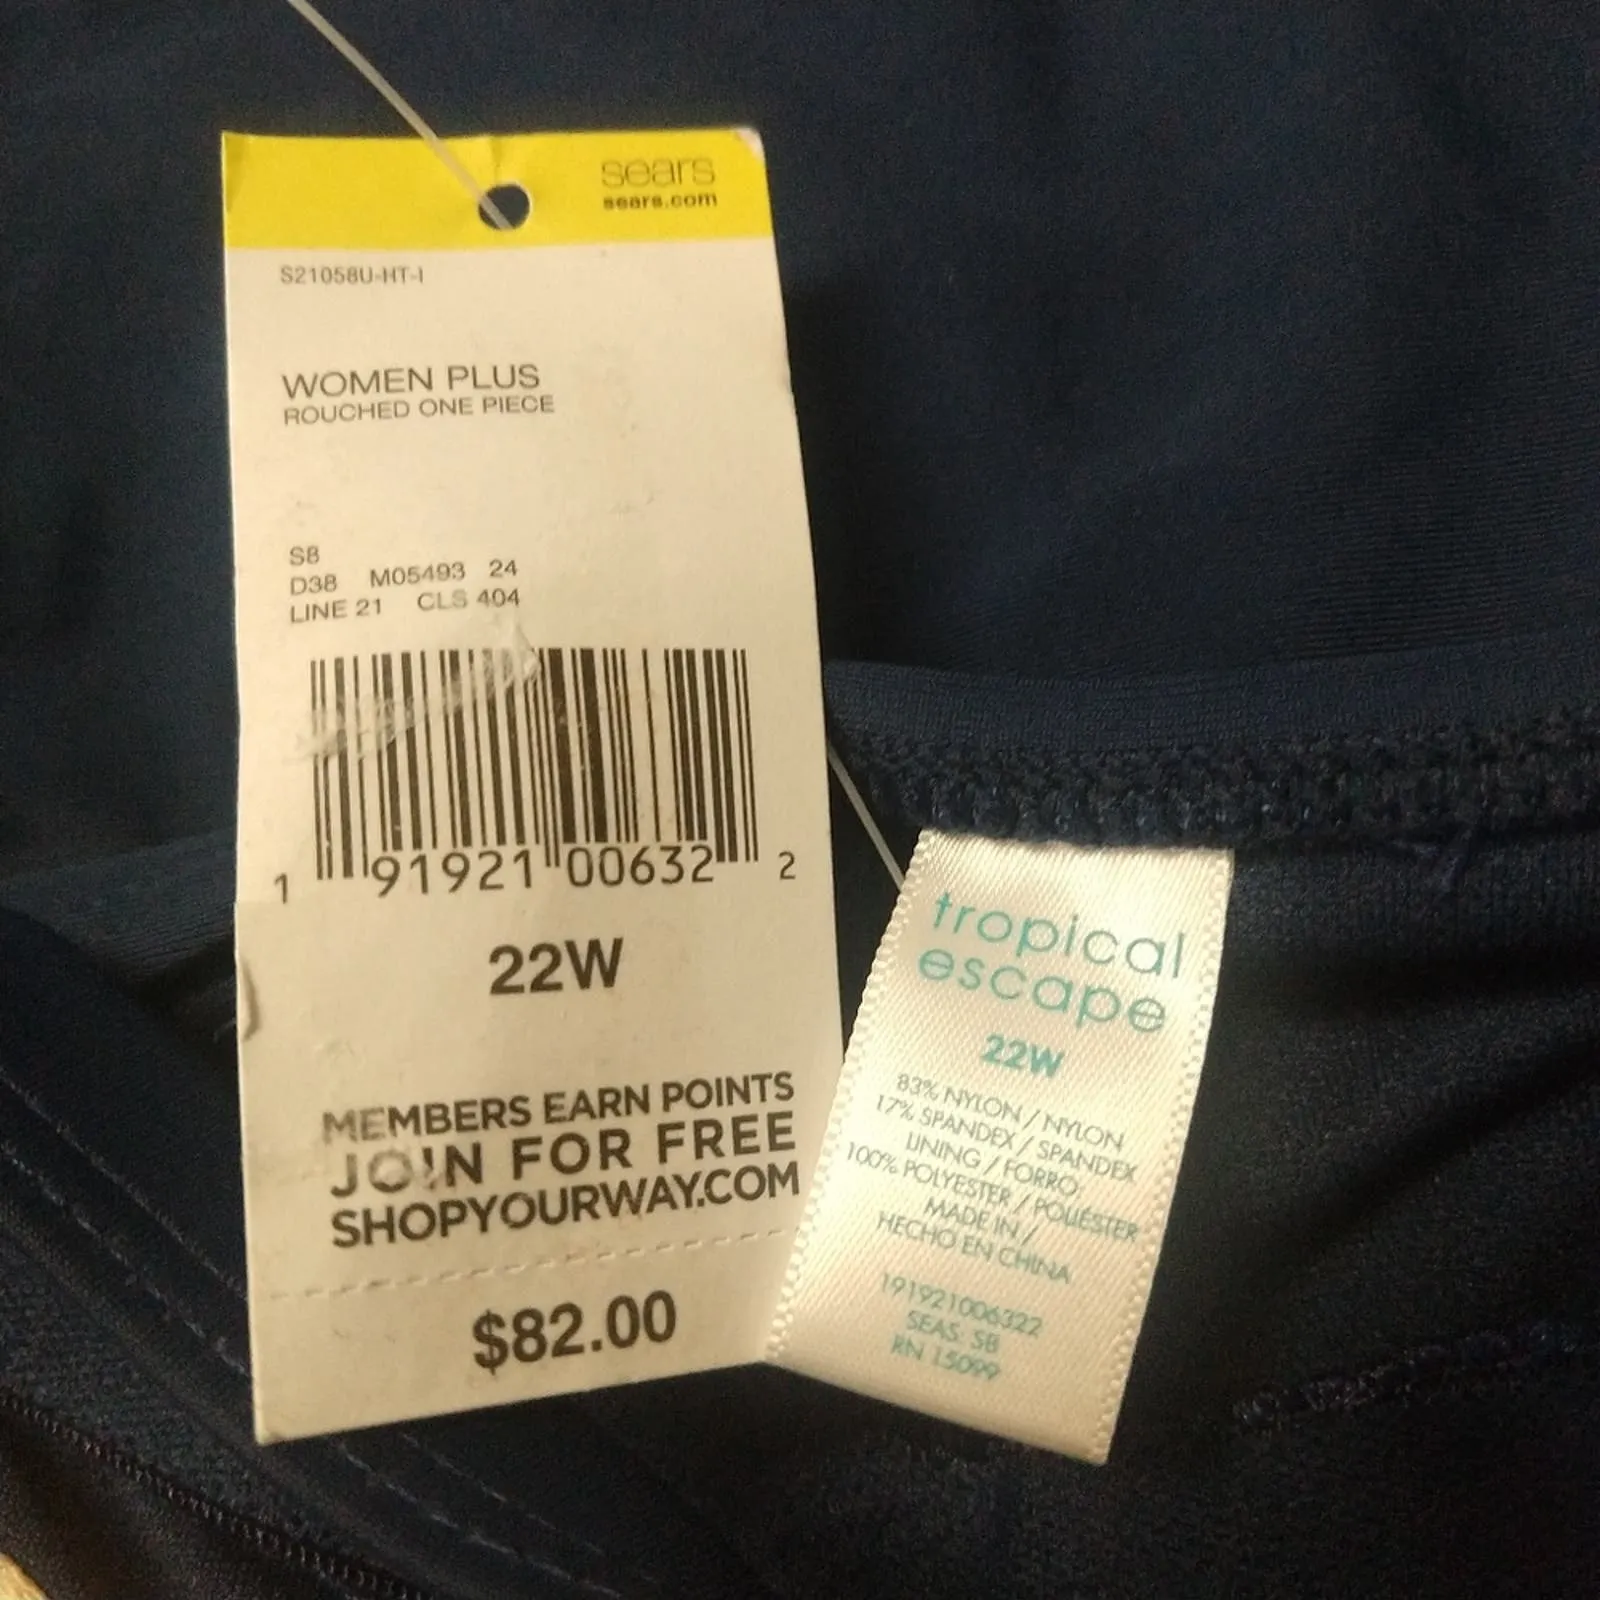 sears
sears.com
S21058U-HT-I
WOMEN PLUS
ROUCHED ONE PIECE
S8
D38 M05493 24
LINE 21 CLS 404
1 91921 00632 2
22W
MEMBERS EARN POINTS
JOIN FOR FREE
SHOPYOURWAY.COM
$82.00
tropical
escape
22W
83% NYLON / NYLON
17% SPANDEX / SPANDEX
LINING / FORRO:
100% POLYESTER / POLIÉSTER
MADE IN /
HECHO EN CHINA
191921006322
SEAS: S8
RN 15099